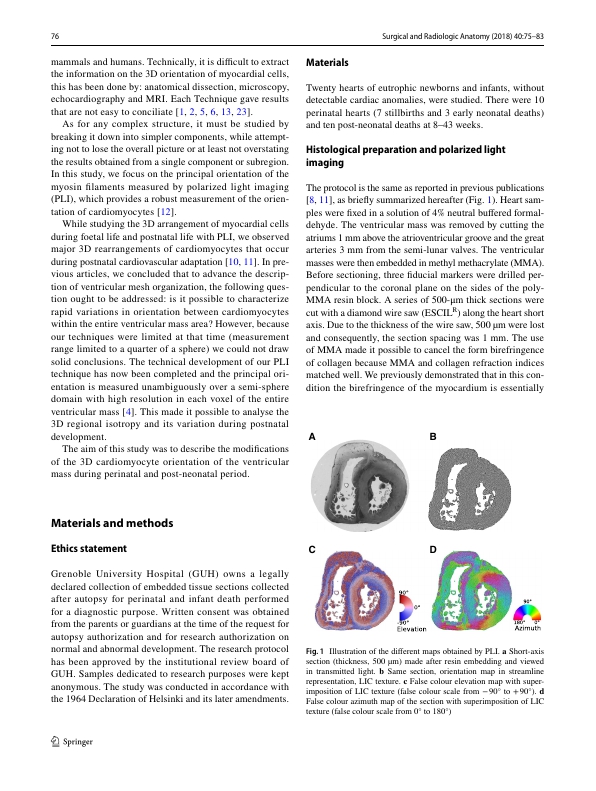 76
Surgical and Radiologic Anatomy (2018) 40:75–83
mammals and humans. Technically, it is difficult to extract
the information on the 3D orientation of myocardial cells,
this has been done by: anatomical dissection, microscopy,
echocardiography and MRI. Each Technique gave results
that are not easy to conciliate [1, 2, 5, 6, 13, 23].
As for any complex structure, it must be studied by
breaking it down into simpler components, while attempt-
ing not to lose the overall picture or at least not overstating
the results obtained from a single component or subregion.
In this study, we focus on the principal orientation of the
myosin filaments measured by polarized light imaging
(PLI), which provides a robust measurement of the orien-
tation of cardiomyocytes [12].
While studying the 3D arrangement of myocardial cells
during foetal life and postnatal life with PLI, we observed
major 3D rearrangements of cardiomyocytes that occur
during postnatal cardiovascular adaptation [10, 11]. In pre-
vious articles, we concluded that to advance the descrip-
tion of ventricular mesh organization, the following ques-
tion ought to be addressed: is it possible to characterize
rapid variations in orientation between cardiomyocytes
within the entire ventricular mass area? However, because
our techniques were limited at that time (measurement
range limited to a quarter of a sphere) we could not draw
solid conclusions. The technical development of our PLI
technique has now been completed and the principal ori-
entation is measured unambiguously over a semi-sphere
domain with high resolution in each voxel of the entire
ventricular mass [4]. This made it possible to analyse the
3D regional isotropy and its variation during postnatal
development.
The aim of this study was to describe the modifications
of the 3D cardiomyocyte orientation of the ventricular
mass during perinatal and post-neonatal period.
Materials and methods
Ethics statement
Grenoble University Hospital (GUH) owns a legally
declared collection of embedded tissue sections collected
after autopsy for perinatal and infant death performed
for a diagnostic purpose. Written consent was obtained
from the parents or guardians at the time of the request for
autopsy authorization and for research authorization on
normal and abnormal development. The research protocol
has been approved by the institutional review board of
GUH. Samples dedicated to research purposes were kept
anonymous. The study was conducted in accordance with
the 1964 Declaration of Helsinki and its later amendments.
Materials
Twenty hearts of eutrophic newborns and infants, without
detectable cardiac anomalies, were studied. There were 10
perinatal hearts (7 stillbirths and 3 early neonatal deaths)
and ten post-neonatal deaths at 8–43 weeks.
Histological preparation and polarized light
imaging
The protocol is the same as reported in previous publications
[8, 11], as briefly summarized hereafter (Fig. 1). Heart sam-
ples were fixed in a solution of 4% neutral buffered formal-
dehyde. The ventricular mass was removed by cutting the
atriums 1 mm above the atrioventricular groove and the great
arteries 3 mm from the semi-lunar valves. The ventricular
masses were then embedded in methyl methacrylate (MMA).
Before sectioning, three fiducial markers were drilled per-
pendicular to the coronal plane on the sides of the poly-
MMA resin block. A series of 500-μm thick sections were
cut with a diamond wire saw (ESCILᴿ) along the heart short
axis. Due to the thickness of the wire saw, 500 μm were lost
and consequently, the section spacing was 1 mm. The use
of MMA made it possible to cancel the form birefringence
of collagen because MMA and collagen refraction indices
matched well. We previously demonstrated that in this con-
dition the birefringence of the myocardium is essentially
A
B
C
D
90°
0°
-90°
Elevation
90°
180° 0°
Azimuth
Fig. 1 Illustration of the different maps obtained by PLI. a Short-axis
section (thickness, 500 μm) made after resin embedding and viewed
in transmitted light. b Same section, orientation map in streamline
representation, LIC texture. c False colour elevation map with super-
imposition of LIC texture (false colour scale from −90° to +90°). d
False colour azimuth map of the section with superimposition of LIC
texture (false colour scale from 0° to 180°)
Springer